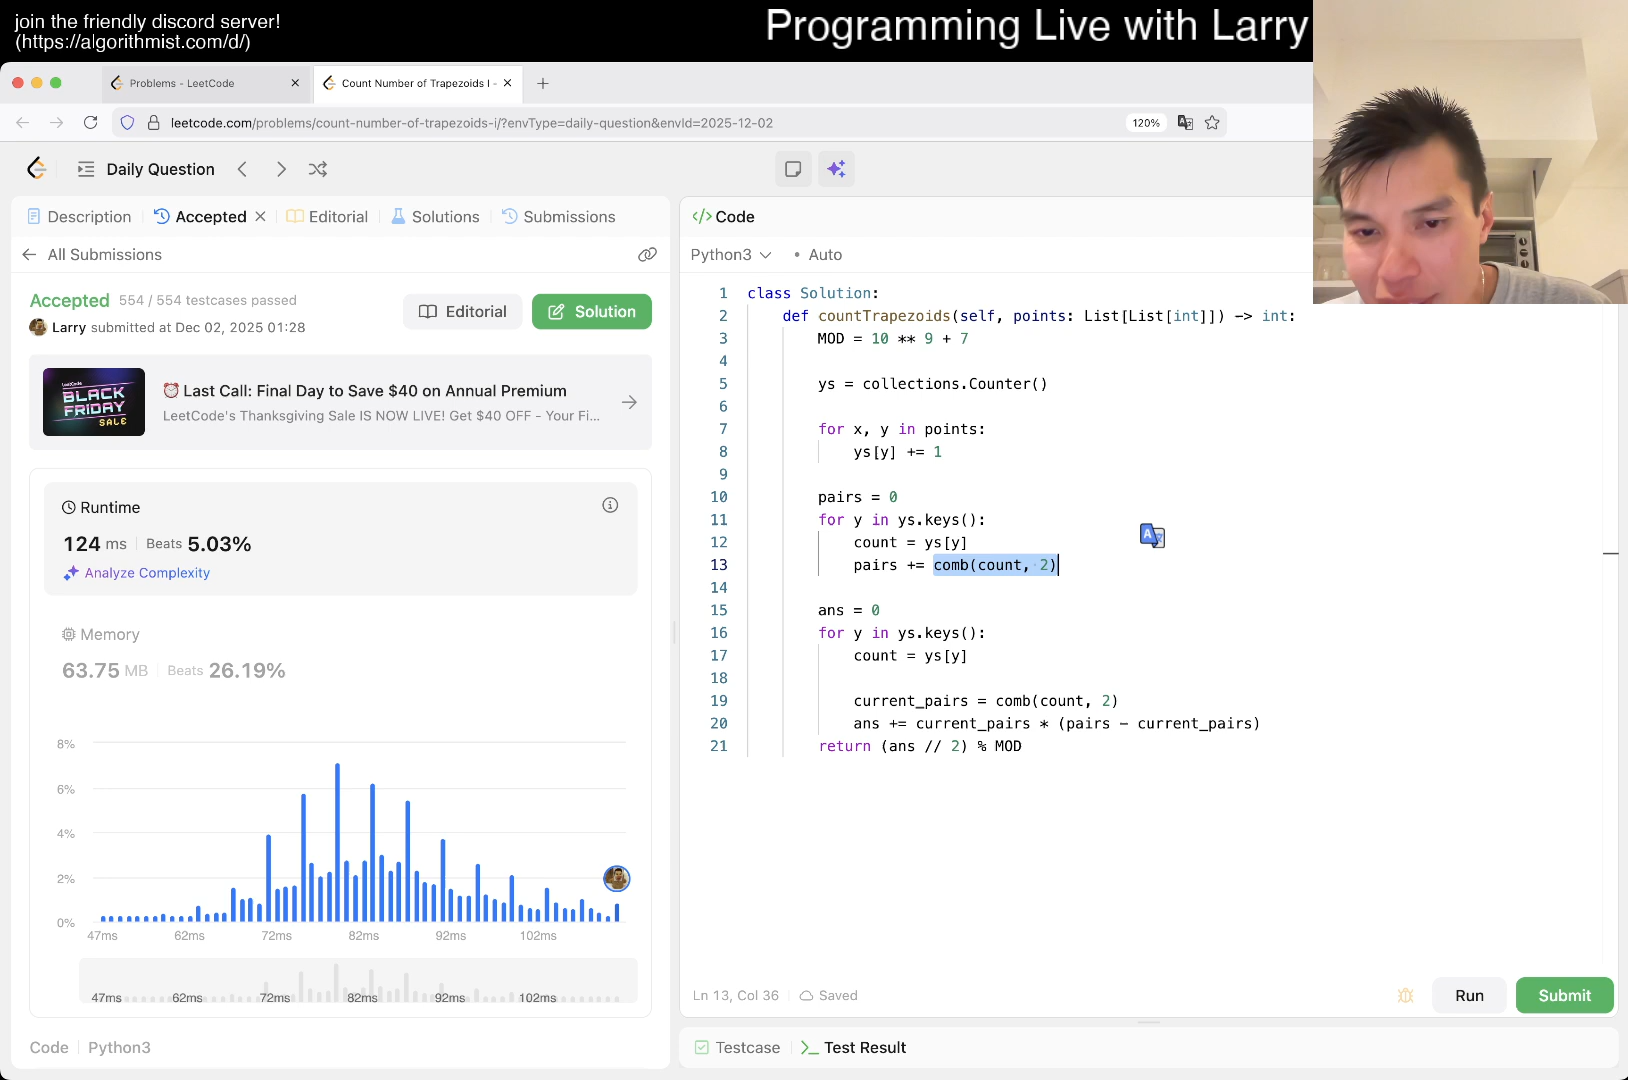 join the friendly discord server!
(https://algorithmist.com/d/)
Programming Live with Larry
Problems - LeetCode
Count Number of Trapezoids I -
leetcode.com/problems/count-number-of-trapezoids-i/?envType=daily-question&envId=2025-12-02
120%
Daily Question
Description
Accepted
Editorial
Solutions
Submissions
All Submissions
Accepted 554 / 554 testcases passed
Larry submitted at Dec 02, 2025 01:28
Editorial
Solution
LeetCode
BLACK
FRIDAY
SALE
⏰ Last Call: Final Day to Save $40 on Annual Premium
LeetCode's Thanksgiving Sale IS NOW LIVE! Get $40 OFF - Your Fi...
Runtime
124 ms | Beats 5.03%
Analyze Complexity
Memory
63.75 MB | Beats 26.19%
8%
6%
4%
2%
0%
47ms 62ms 72ms 82ms 92ms 102ms
47ms 62ms 72ms 82ms 92ms 102ms
Code | Python3
</> Code
Python3 • Auto
1 class Solution:
2 def countTrapezoids(self, points: List[List[int]]) -> int:
3 MOD = 10 ** 9 + 7
4
5 ys = collections.Counter()
6
7 for x, y in points:
8 ys[y] += 1
9
10 pairs = 0
11 for y in ys.keys():
12 count = ys[y]
13 pairs += comb(count, 2)
14
15 ans = 0
16 for y in ys.keys():
17 count = ys[y]
18
19 current_pairs = comb(count, 2)
20 ans += current_pairs * (pairs - current_pairs)
21 return (ans // 2) % MOD
Ln 13, Col 36 | Saved
Run
Submit
Testcase
Test Result